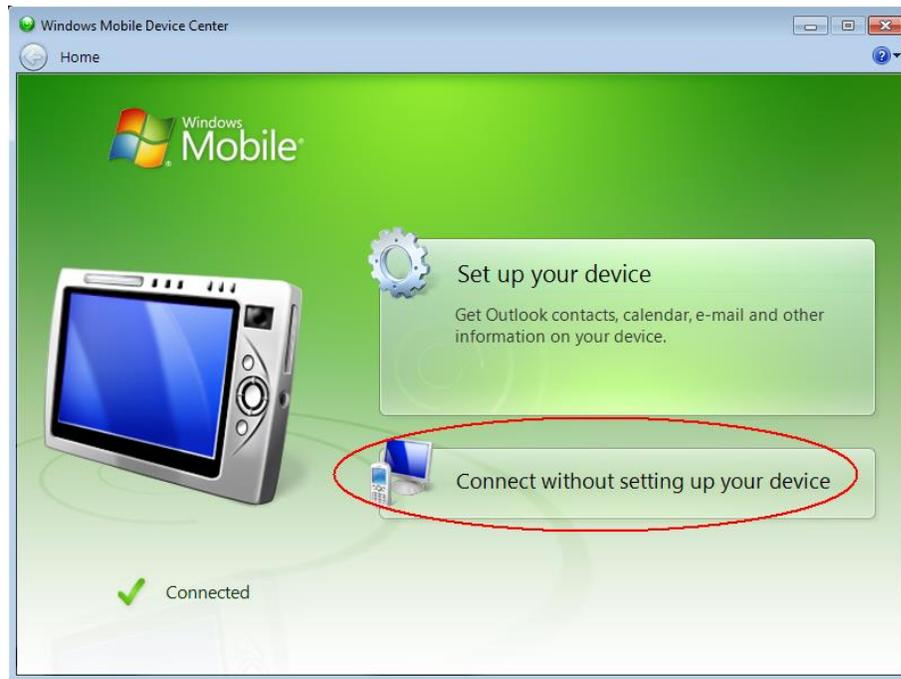 Windows Mobile Device Center
Home
Windows
Mobile
Set up your device
Get Outlook contacts, calendar, e-mail and other
information on your device.
Connect without setting up your device
Connected